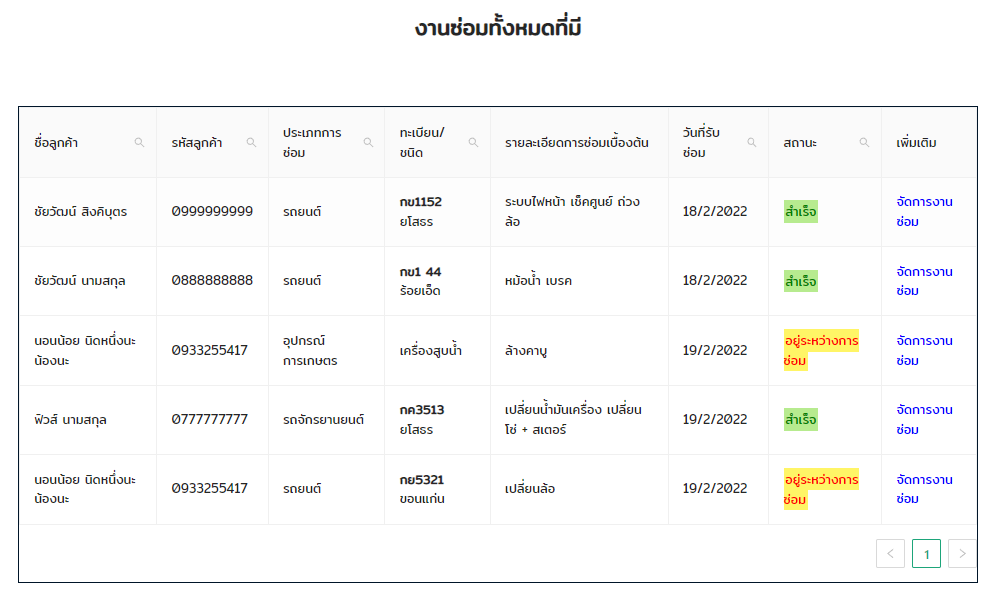 งานซ่อมทั้งหมดที่มี
ชื่อลูกค้า รหัสลูกค้า ประเภทการ ทะเบียน/ รายละเอียดการซ่อมเบื้องต้น วันที่รับ สถานะ เพิ่มเติม
ซ่อม ชนิด ซ่อม
ชัยวัฒน์ สิงคิบุตร 0999999999 รถยนต์ กข1152 ระบบไฟหน้า เช็คศูนย์ ถ่วง 18/2/2022 สำเร็จ จัดการงาน
ยโสธร ล้อ ซ่อม
ชัยวัฒน์ นามสกุล 0888888888 รถยนต์ กข1 44 หม้อน้ำ เบรค 18/2/2022 สำเร็จ จัดการงาน
ร้อยเอ็ด ซ่อม
นอนน้อย นิดหนึ่งนะ 0933255417 อุปกรณ์ เครื่องสูบน้ำ ล้างคาบู 19/2/2022 อยู่ระหว่างการ จัดการงาน
น้องนะ การเกษตร ซ่อม ซ่อม
ฟิวส์ นามสกุล 0777777777 รถจักรยานยนต์ กค3513 เปลี่ยนน้ำมันเครื่อง เปลี่ยน 19/2/2022 สำเร็จ จัดการงาน
ยโสธร โซ่ + สเตอร์ ซ่อม
นอนน้อย นิดหนึ่งนะ 0933255417 รถยนต์ กย5321 เปลี่ยนล้อ 19/2/2022 อยู่ระหว่างการ จัดการงาน
น้องนะ ขอนแก่น ซ่อม ซ่อม
< 1 >